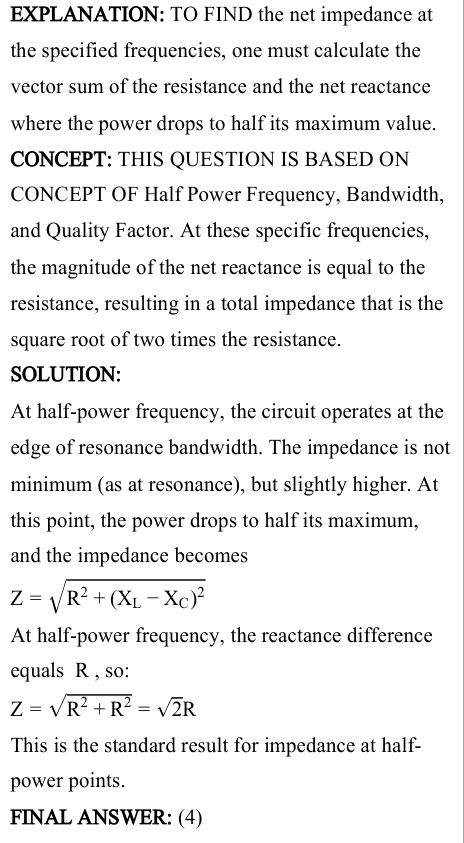 EXPLANATION: TO FIND the net impedance at
the specified frequencies, one must calculate the
vector sum of the resistance and the net reactance
where the power drops to half its maximum value.
CONCEPT: THIS QUESTION IS BASED ON
CONCEPT OF Half Power Frequency, Bandwidth,
and Quality Factor. At these specific frequencies,
the magnitude of the net reactance is equal to the
resistance, resulting in a total impedance that is the
square root of two times the resistance.
SOLUTION:
At half-power frequency, the circuit operates at the
edge of resonance bandwidth. The impedance is not
minimum (as at resonance), but slightly higher. At
this point, the power drops to half its maximum,
and the impedance becomes
Z = √(R² + (X_L − X_C)²)
At half-power frequency, the reactance difference
equals R , so:
Z = √(R² + R²) = √2R
This is the standard result for impedance at half-
power points.
FINAL ANSWER: (4)